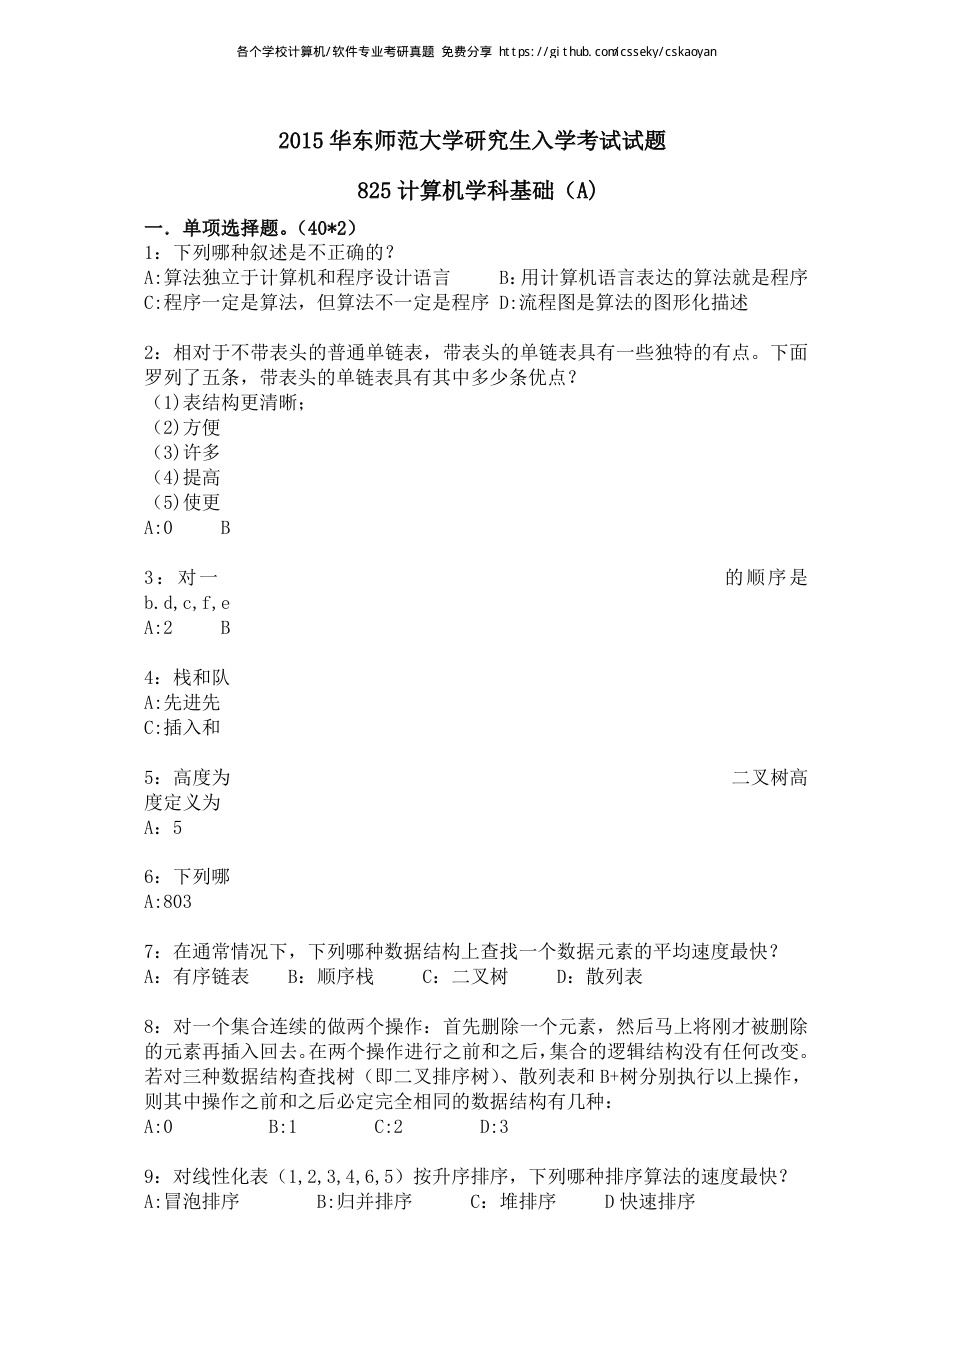 各个学校计算机/软件专业考研真题 免费分享 https://github.com/csseky/cskaoyan
2015 华东师范大学研究生入学考试试题
825 计算机学科基础（A)
一．单项选择题。（40*2）
1：下列哪种叙述是不正确的？
A:算法独立于计算机和程序设计语言 B：用计算机语言表达的算法就是程序
C:程序一定是算法，但算法不一定是程序 D:流程图是算法的图形化描述
2：相对于不带表头的普通单链表，带表头的单链表具有一些独特的有点。下面
罗列了五条，带表头的单链表具有其中多少条优点？
（1)表结构更清晰；
（2)方便
（3)许多
（4)提高
（5)使更
A:0 B
3：对一 的顺序是
b.d,c,f,e
A:2 B
4：栈和队
A:先进先
C:插入和
5：高度为 二叉树高
度定义为
A：5
6：下列哪
A:803
7：在通常情况下，下列哪种数据结构上查找一个数据元素的平均速度最快？
A：有序链表 B：顺序栈 C：二叉树 D：散列表
8：对一个集合连续的做两个操作：首先删除一个元素，然后马上将刚才被删除
的元素再插入回去。在两个操作进行之前和之后，集合的逻辑结构没有任何改变。
若对三种数据结构查找树（即二叉排序树）、散列表和 B+树分别执行以上操作，
则其中操作之前和之后必定完全相同的数据结构有几种：
A:0 B:1 C:2 D:3
9：对线性化表（1,2,3,4,6,5）按升序排序，下列哪种排序算法的速度最快？
A:冒泡排序 B:归并排序 C：堆排序 D 快速排序